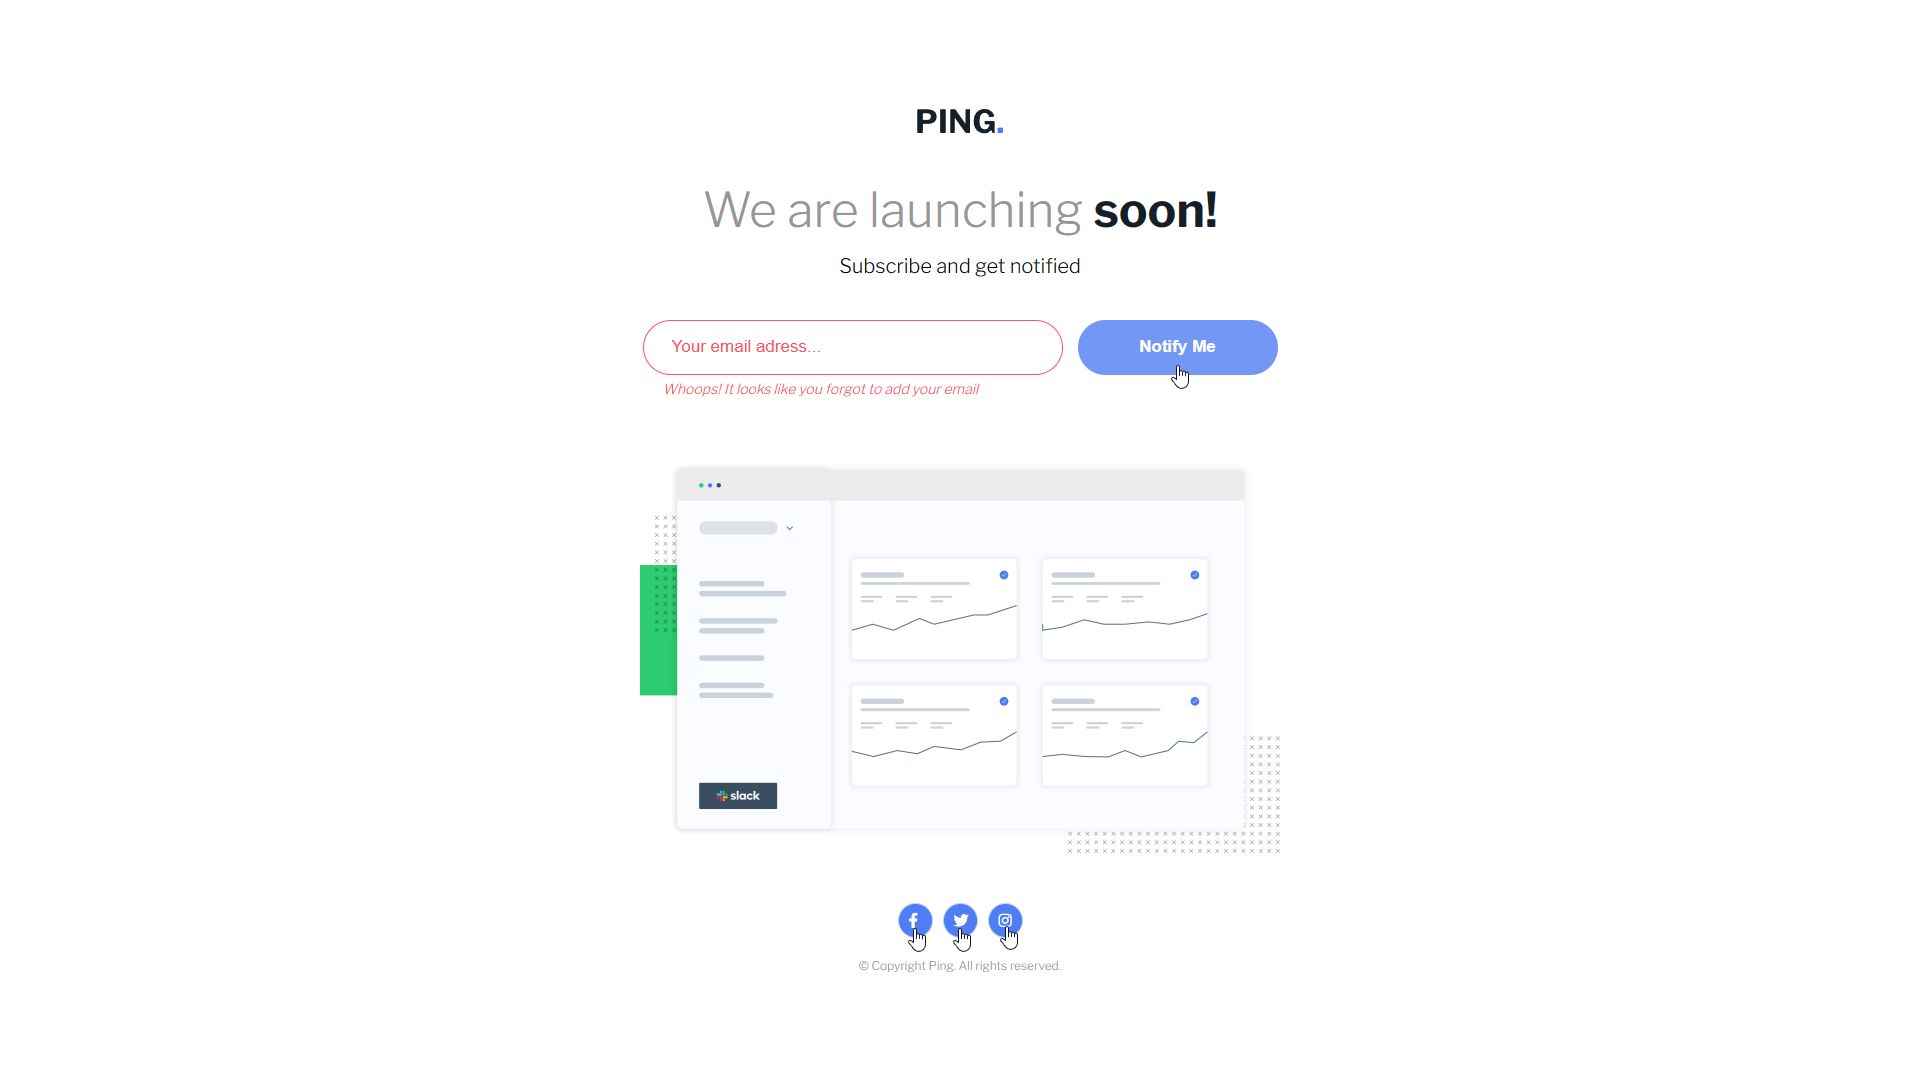 PING.
We are launching soon!
Subscribe and get notified
Your email adress...
Notify Me
Whoops! It looks like you forgot to add your email
slack
© Copyright Ping. All rights reserved.